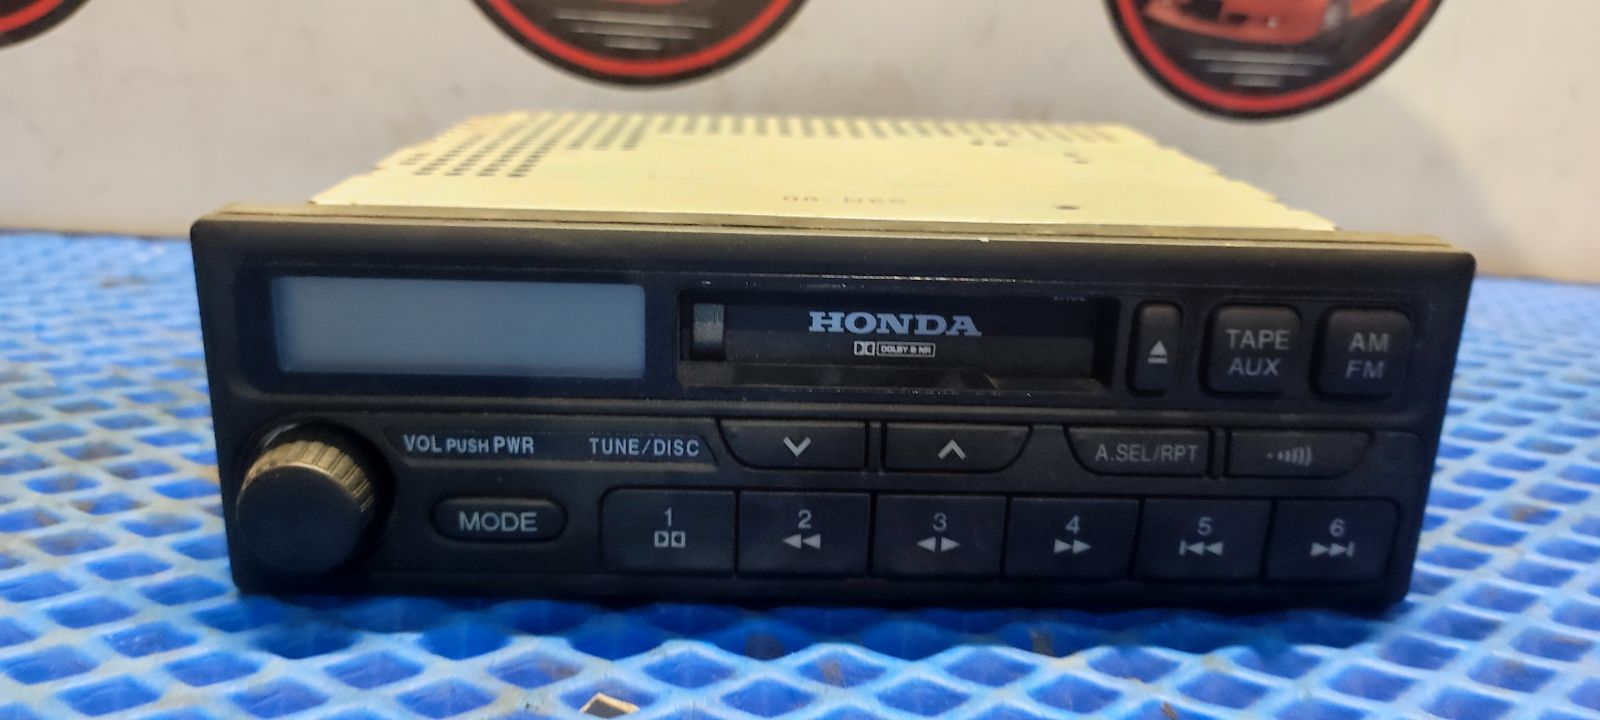 HONDA
DOLBY B NR
TAPE
AUX
AM
FM
VOL PUSH PWR
TUNE/DISC
A.SEL/RPT
MODE
1
2
3
4
5
6